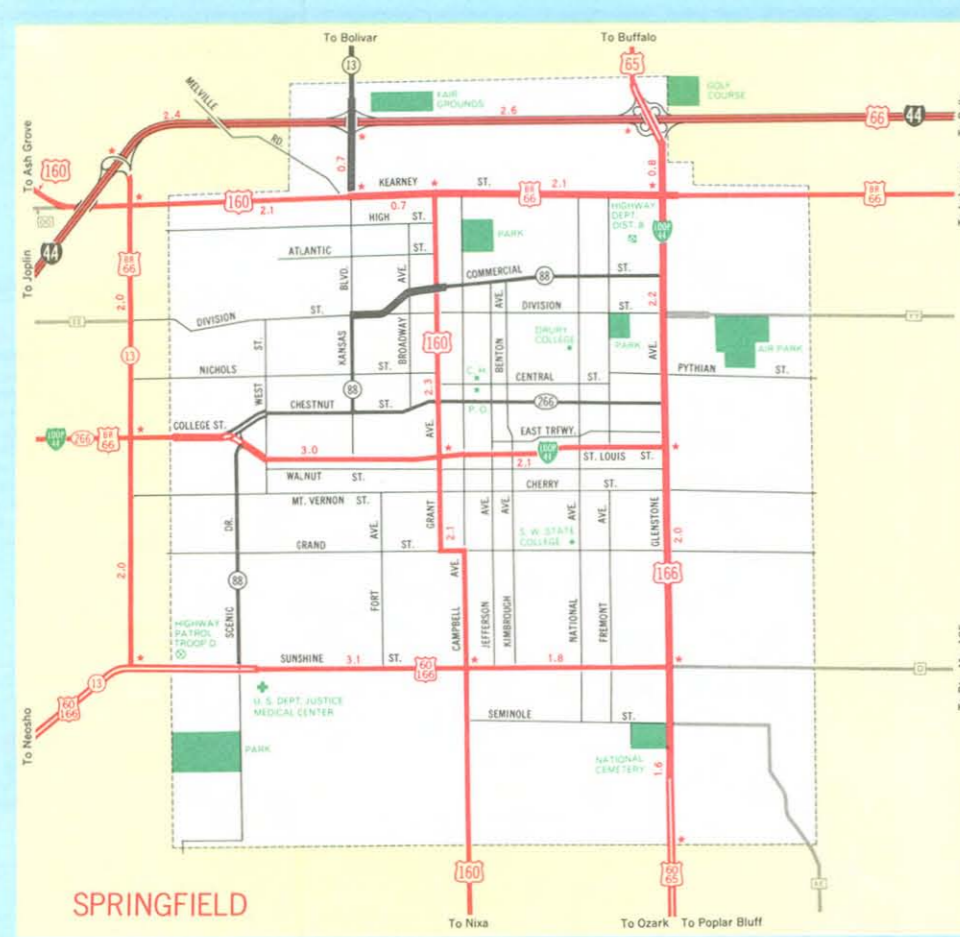 To Bolivar
To Buffalo
13
65
MELVILLE
RD.
FAIR
GROUNDS
GOLF
COURSE
2.4
2.6
66
44
To Ash Grove
160
0.7
0.8
KEARNEY ST.
BR
66
2.1
BR
66
160
2.1
0.7
HIGH ST.
PARK
HIGHWAY
DEPT.
DIST. 8
LOOP
44
44
To Joplin
BR
66
ATLANTIC ST.
COMMERCIAL
88
ST.
BLVD.
AVE.
AVE.
2.0
2.2
DIVISION ST.
DIVISION ST.
KANSAS
BROADWAY
160
BENTON
DRURY
COLLEGE
PARK
AVE.
AIR PARK
13
ST.
NICHOLS ST.
C. H.
CENTRAL ST.
PYTHIAN ST.
WEST
88
2.3
P. O.
CHESTNUT ST.
266
COLLEGE ST.
AVE.
EAST TRFWY.
LOOP
44
266
BR
66
3.0
2.1
LOOP
44
ST. LOUIS ST.
WALNUT ST.
CHERRY ST.
MT. VERNON ST.
DR.
AVE.
GRANT
AVE.
AVE.
AVE.
AVE.
GLENSTONE
2.1
S. W. STATE
COLLEGE
2.0
GRAND ST.
2.0
88
FORT
AVE.
166
SCENIC
CAMPBELL
JEFFERSON
KIMBROUGH
NATIONAL
FREMONT
HIGHWAY
PATROL
TROOP D
SUNSHINE
3.1
ST.
60
166
1.8
D
13
60
166
To Neosho
U. S. DEPT. JUSTICE
MEDICAL CENTER
SEMINOLE ST.
PARK
NATIONAL
CEMETERY
1.6
160
60
65
SPRINGFIELD
To Nixa
To Ozark
To Poplar Bluff